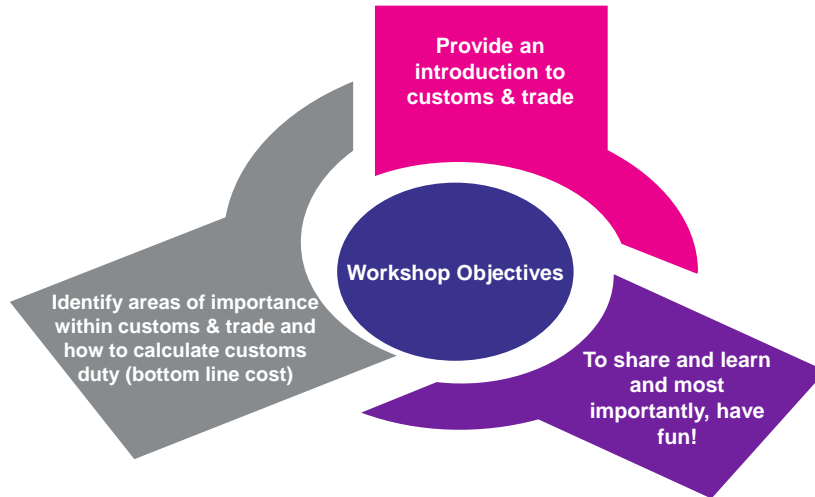 Provide an
introduction to
customs & trade
Workshop Objectives
Identify areas of importance
within customs & trade and
how to calculate customs
duty (bottom line cost)
To share and learn
and most
importantly, have
fun!